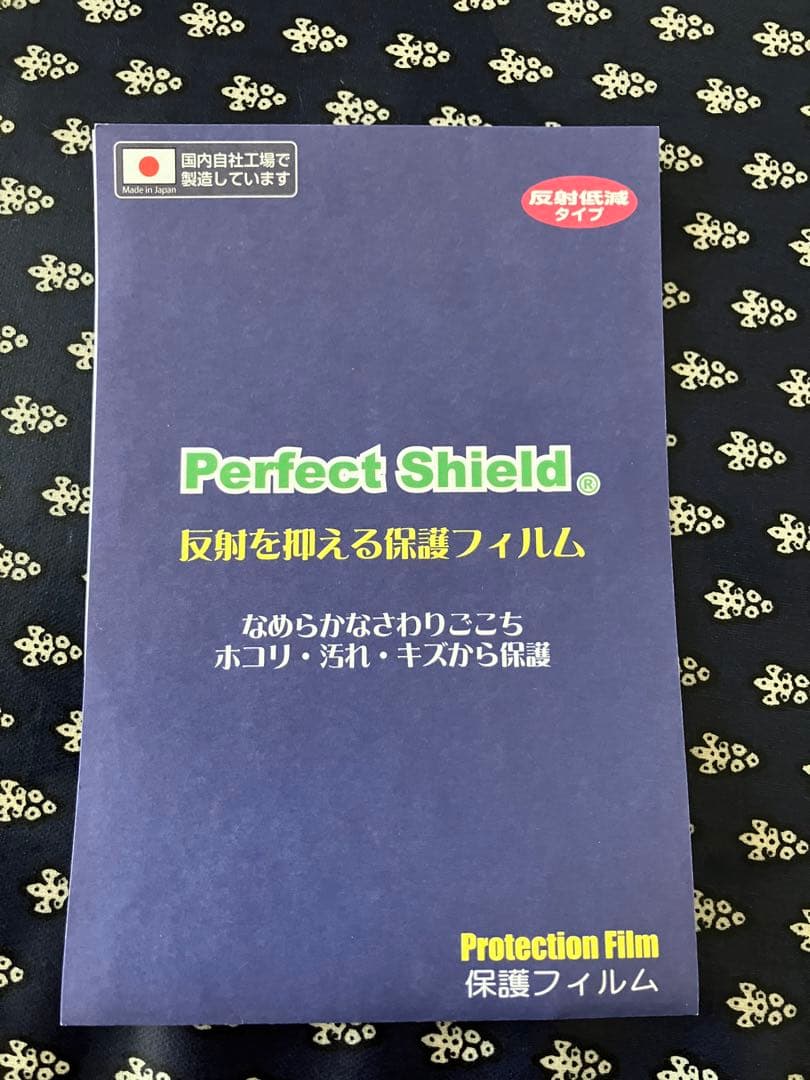 国内自社工場で
製造しています
Made in Japan
反射低減
タイプ
Perfect Shield®
反射を抑える保護フィルム
なめらかなさわりごこち
ホコリ・汚れ・キズから保護
Protection Film
保護フィルム